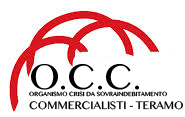 O.C.C.
ORGANISMO CRISI DA SOVRAINDEBITAMENTO
COMMERCIALISTI - TERAMO